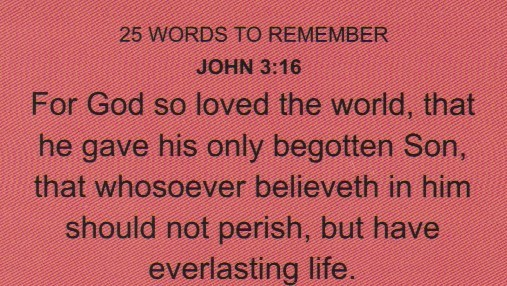 25 WORDS TO REMEMBER
JOHN 3:16
For God so loved the world, that
he gave his only begotten Son,
that whosoever believeth in him
should not perish, but have
everlasting life.